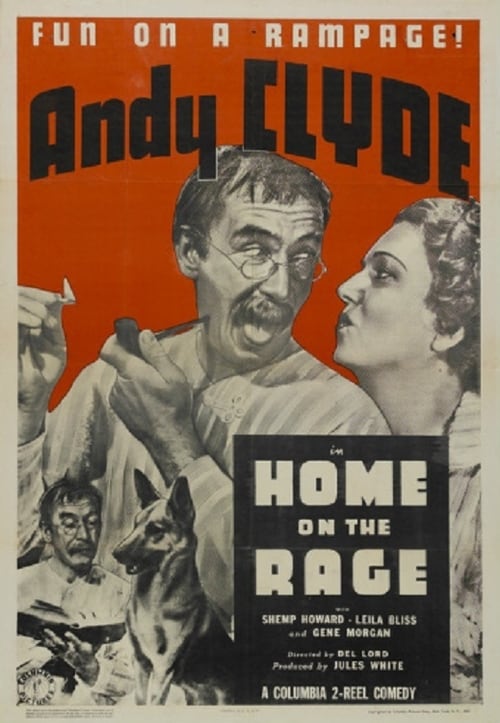 FUN ON A RAMPAGE!
Andy CLYDE
in
HOME
ON THE
RAGE
with
SHEMP HOWARD - LEILA BLISS
and GENE MORGAN
Directed by DEL LORD
Produced by JULES WHITE
A COLUMBIA 2-REEL COMEDY